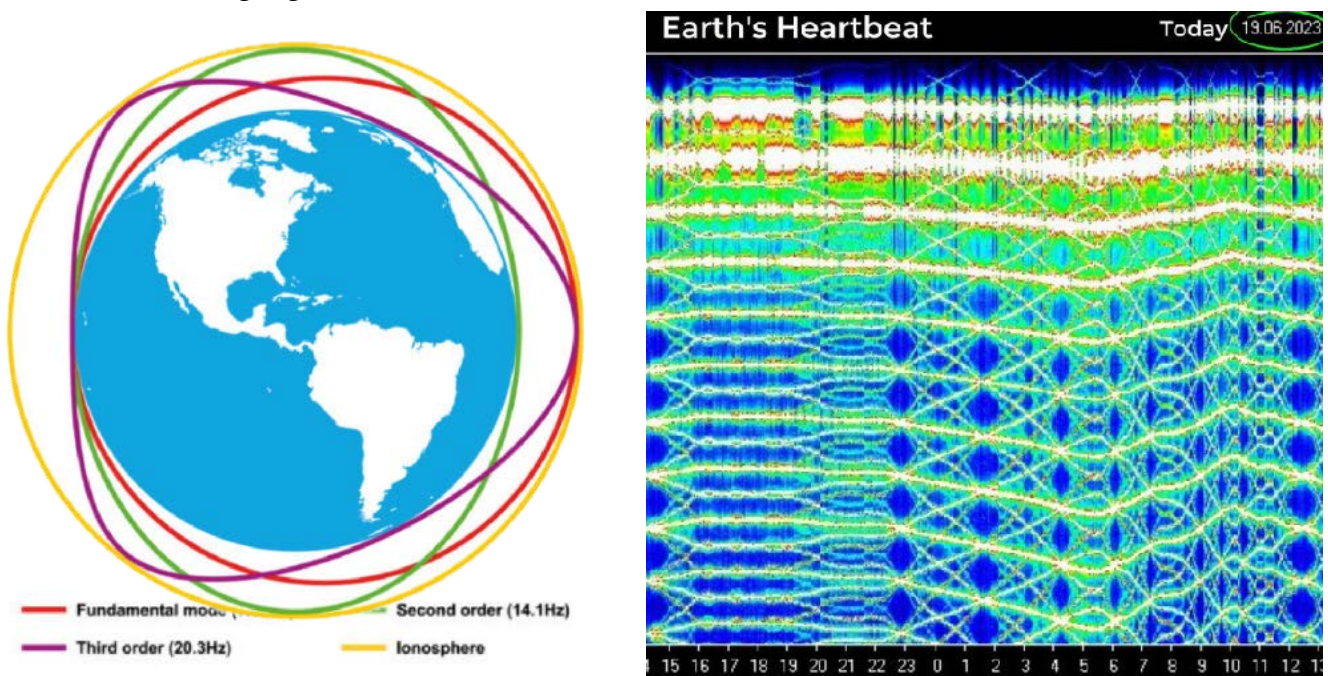 Earth's Heartbeat
Today 19.06.2023
Fundamental mode
Second order (14.1Hz)
Third order (20.3Hz)
Ionosphere
15 16 17 18 19 20 21 22 23 0 1 2 3 4 5 6 7 8 9 10 11 12